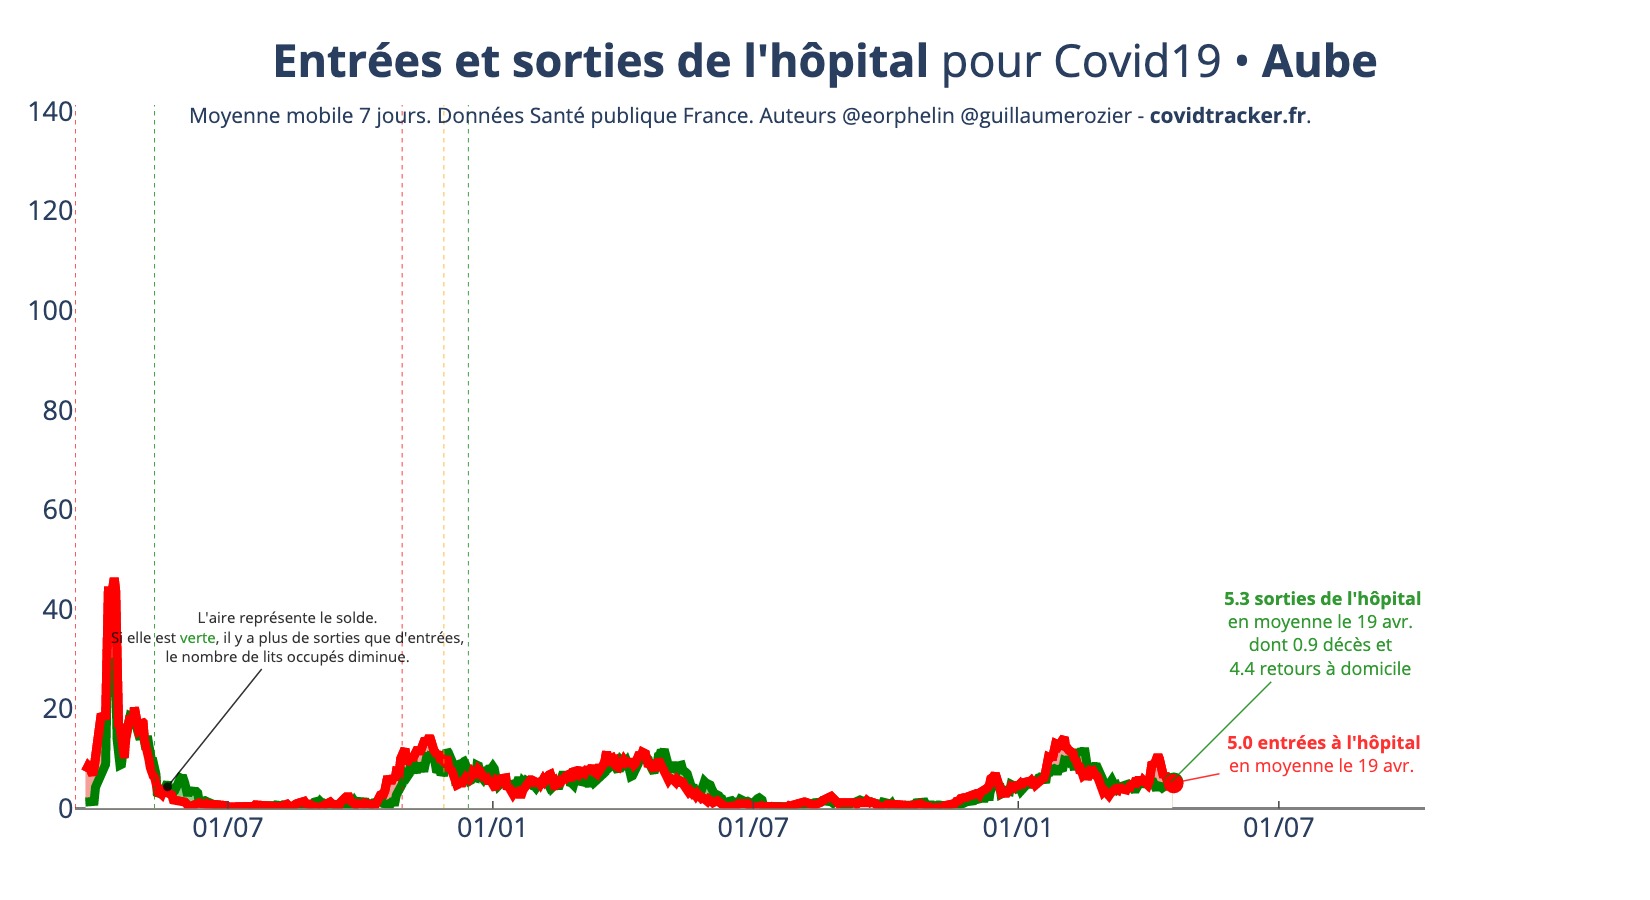 Entrées et sorties de l'hôpital pour Covid19 • Aube
Moyenne mobile 7 jours. Données Santé publique France. Auteurs @eorphelin @guillaumerozier - covidtracker.fr.
140
120
100
80
60
40
20
0
L'aire représente le solde.
Si elle est verte, il y a plus de sorties que d'entrées,
le nombre de lits occupés diminue.
5.3 sorties de l'hôpital
en moyenne le 19 avr.
dont 0.9 décès et
4.4 retours à domicile
5.0 entrées à l'hôpital
en moyenne le 19 avr.
01/07
01/01
01/07
01/01
01/07